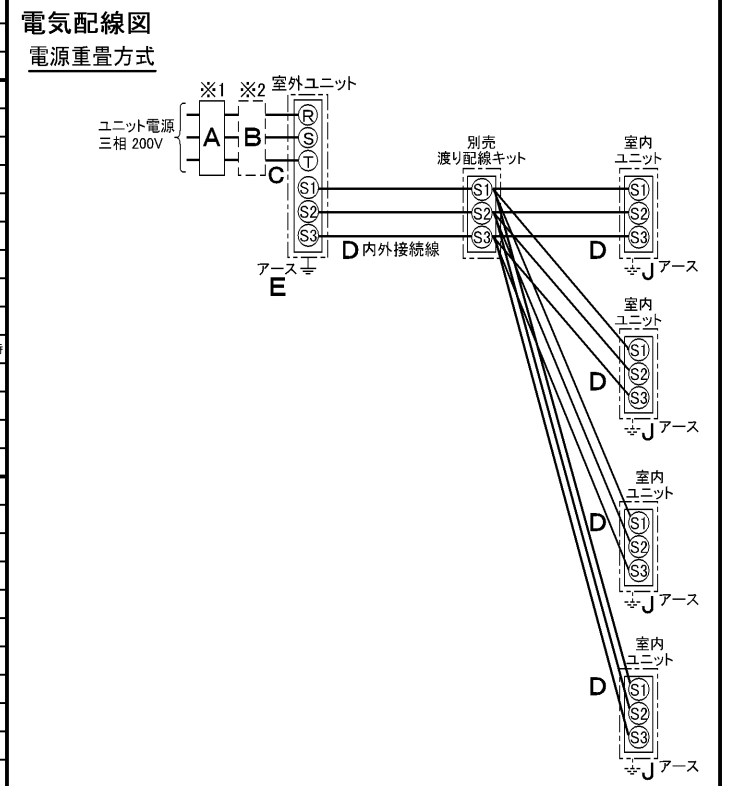 電気配線図
電源重畳方式
※1
※2
室外ユニット
ユニット電源
三相 200V
A
B
R
S
T
C
S1
S2
S3
アース
E
D 内外接続線
別売
渡り配線キット
S1
S2
S3
室内
ユニット
S1
S2
S3
D
J アース
室内
ユニット
S1
S2
S3
D
J アース
室内
ユニット
S1
S2
S3
D
J アース
室内
ユニット
S1
S2
S3
D
J アース